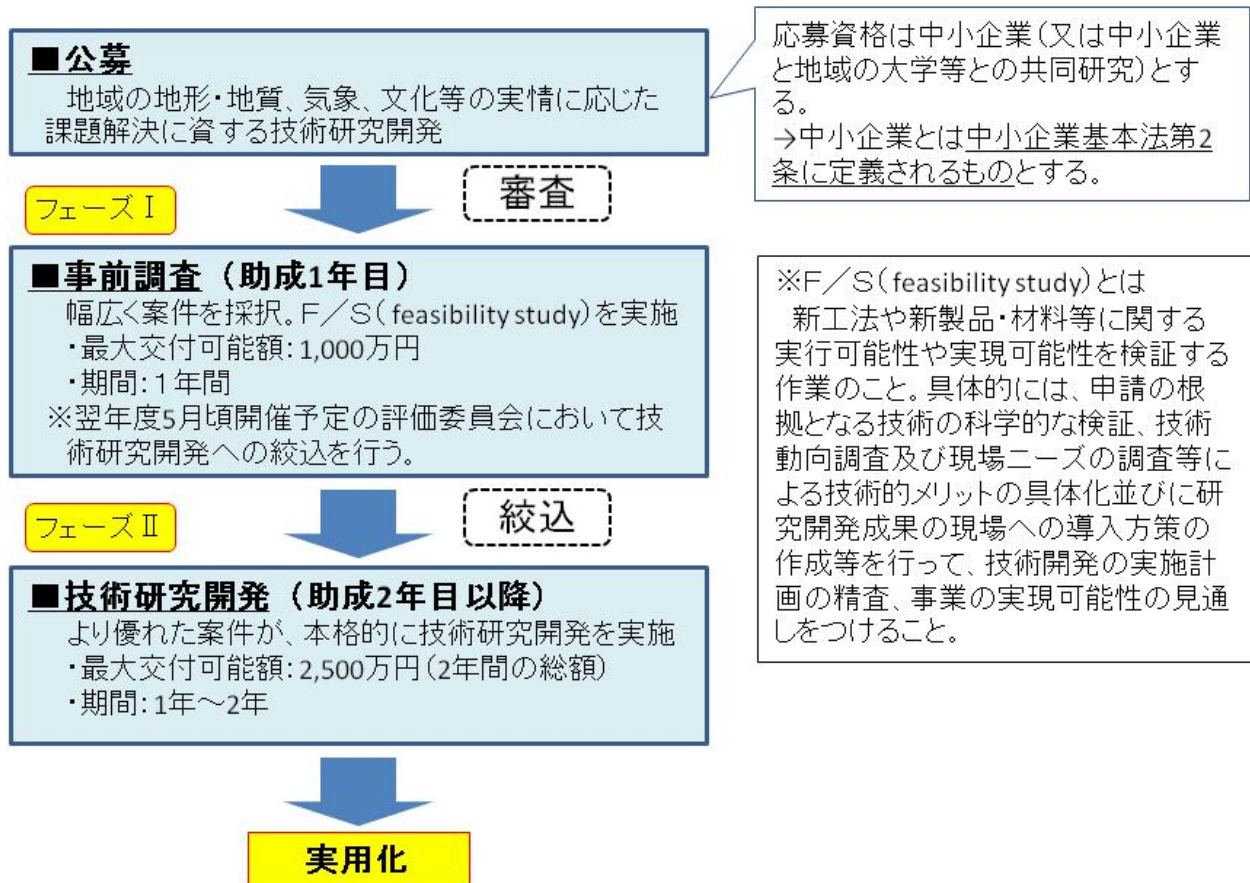 ■公募
地域の地形・地質、気象、文化等の実情に応じた
課題解決に資する技術研究開発
応募資格は中小企業(又は中小企業
と地域の大学等との共同研究)とす
る。
→中小企業とは中小企業基本法第2
条に定義されるものとする。
フェーズⅠ
審査
■事前調査（助成1年目）
幅広く案件を採択。F／S(feasibility study)を実施
・最大交付可能額：1,000万円
・期間：１年間
※翌年度5月頃開催予定の評価委員会において技
術研究開発への絞込を行う。
※F／S(feasibility study)とは
新工法や新製品・材料等に関する
実行可能性や実現可能性を検証する
作業のこと。具体的には、申請の根
拠となる技術の科学的な検証、技術
動向調査及び現場ニーズの調査等に
よる技術的メリットの具体化並びに研
究開発成果の現場への導入方策の
作成等を行って、技術開発の実施計
画の精査、事業の実現可能性の見通
しをつけること。
フェーズⅡ
絞込
■技術研究開発（助成2年目以降）
より優れた案件が、本格的に技術研究開発を実施
・最大交付可能額：2,500万円(2年間の総額)
・期間：1年～2年
実用化